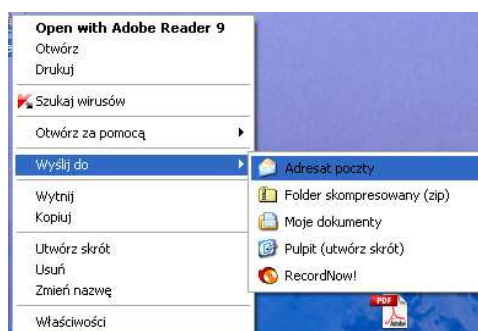 Open with Adobe Reader 9
Otwórz
Drukuj
Szukaj wirusów
Otwórz za pomocą
Wyślij do
Adresat poczty
Wytnij
Folder skompresowany (zip)
Kopiuj
Moje dokumenty
Utwórz skrót
Pulpit (utwórz skrót)
Usuń
RecordNow!
Zmień nazwę
PDF
Adobe
Właściwości